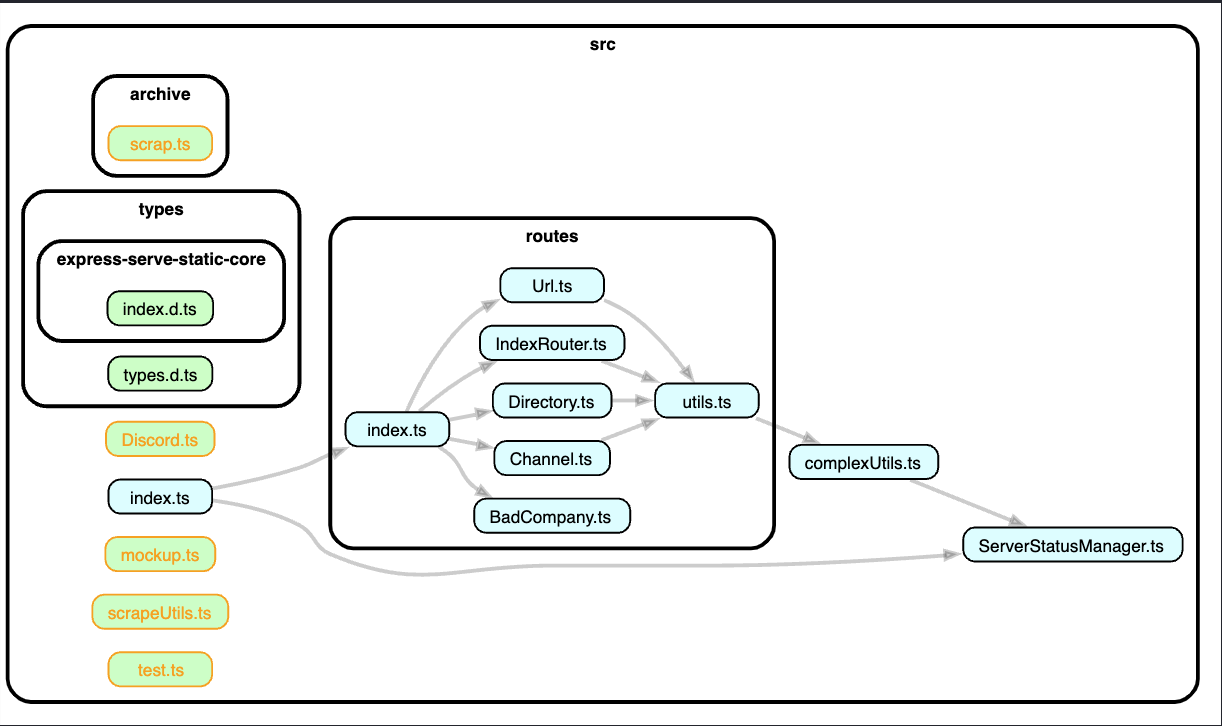 src
archive
scrap.ts
types
express-serve-static-core
index.d.ts
types.d.ts
Discord.ts
index.ts
mockup.ts
scrapeUtils.ts
test.ts
routes
index.ts
Url.ts
IndexRouter.ts
Directory.ts
Channel.ts
BadCompany.ts
utils.ts
complexUtils.ts
ServerStatusManager.ts